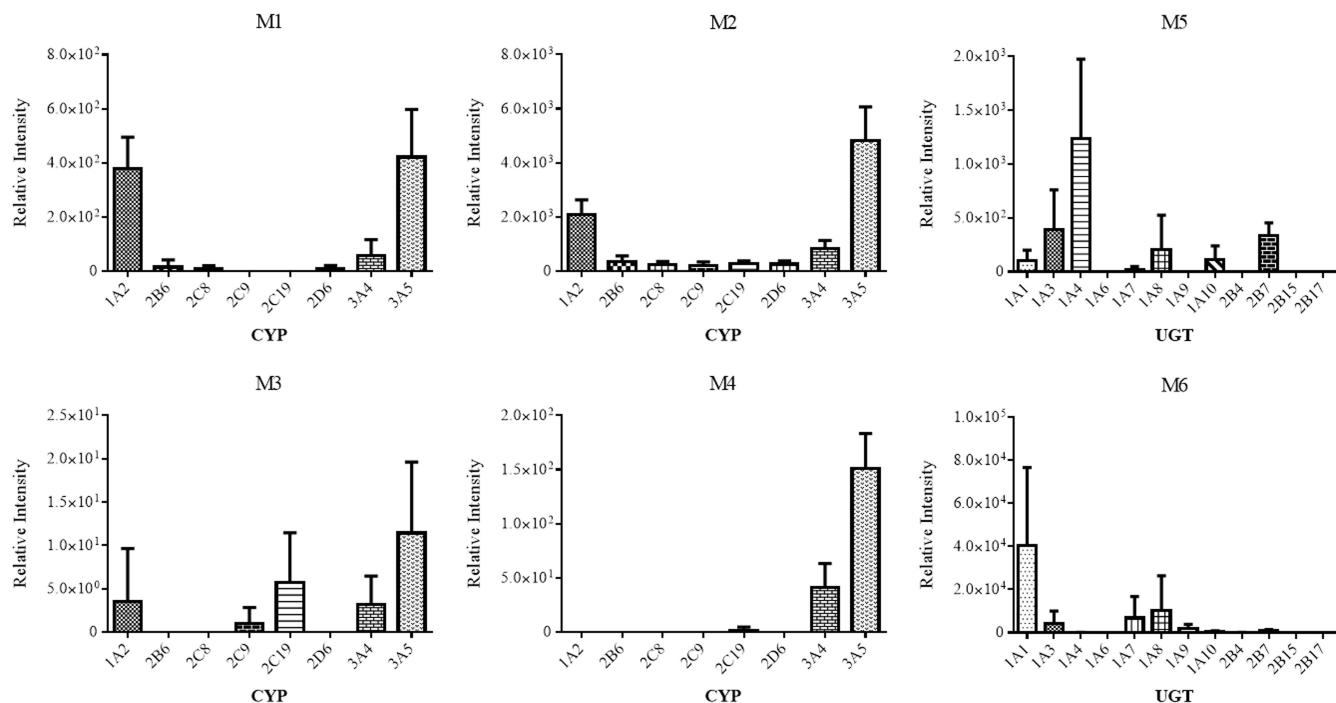 M1
Relative Intensity
8.0×10²
6.0×10²
4.0×10²
2.0×10²
0
1A2 2B6 2C8 2C9 2C19 2D6 3A4 3A5
CYP
M2
Relative Intensity
8.0×10³
6.0×10³
4.0×10³
2.0×10³
0
1A2 2B6 2C8 2C9 2C19 2D6 3A4 3A5
CYP
M5
Relative Intensity
2.0×10³
1.5×10³
1.0×10³
5.0×10²
0
1A1 1A3 1A4 1A6 1A7 1A8 1A9 1A10 2B4 2B7 2B15 2B17
UGT
M3
Relative Intensity
2.5×10¹
2.0×10¹
1.5×10¹
1.0×10¹
5.0×10⁰
0
1A2 2B6 2C8 2C9 2C19 2D6 3A4 3A5
CYP
M4
Relative Intensity
2.0×10²
1.5×10²
1.0×10²
5.0×10¹
0
1A2 2B6 2C8 2C9 2C19 2D6 3A4 3A5
CYP
M6
Relative Intensity
1.0×10⁵
8.0×10⁴
6.0×10⁴
4.0×10⁴
2.0×10⁴
0
1A1 1A3 1A4 1A6 1A7 1A8 1A9 1A10 2B4 2B7 2B15 2B17
UGT